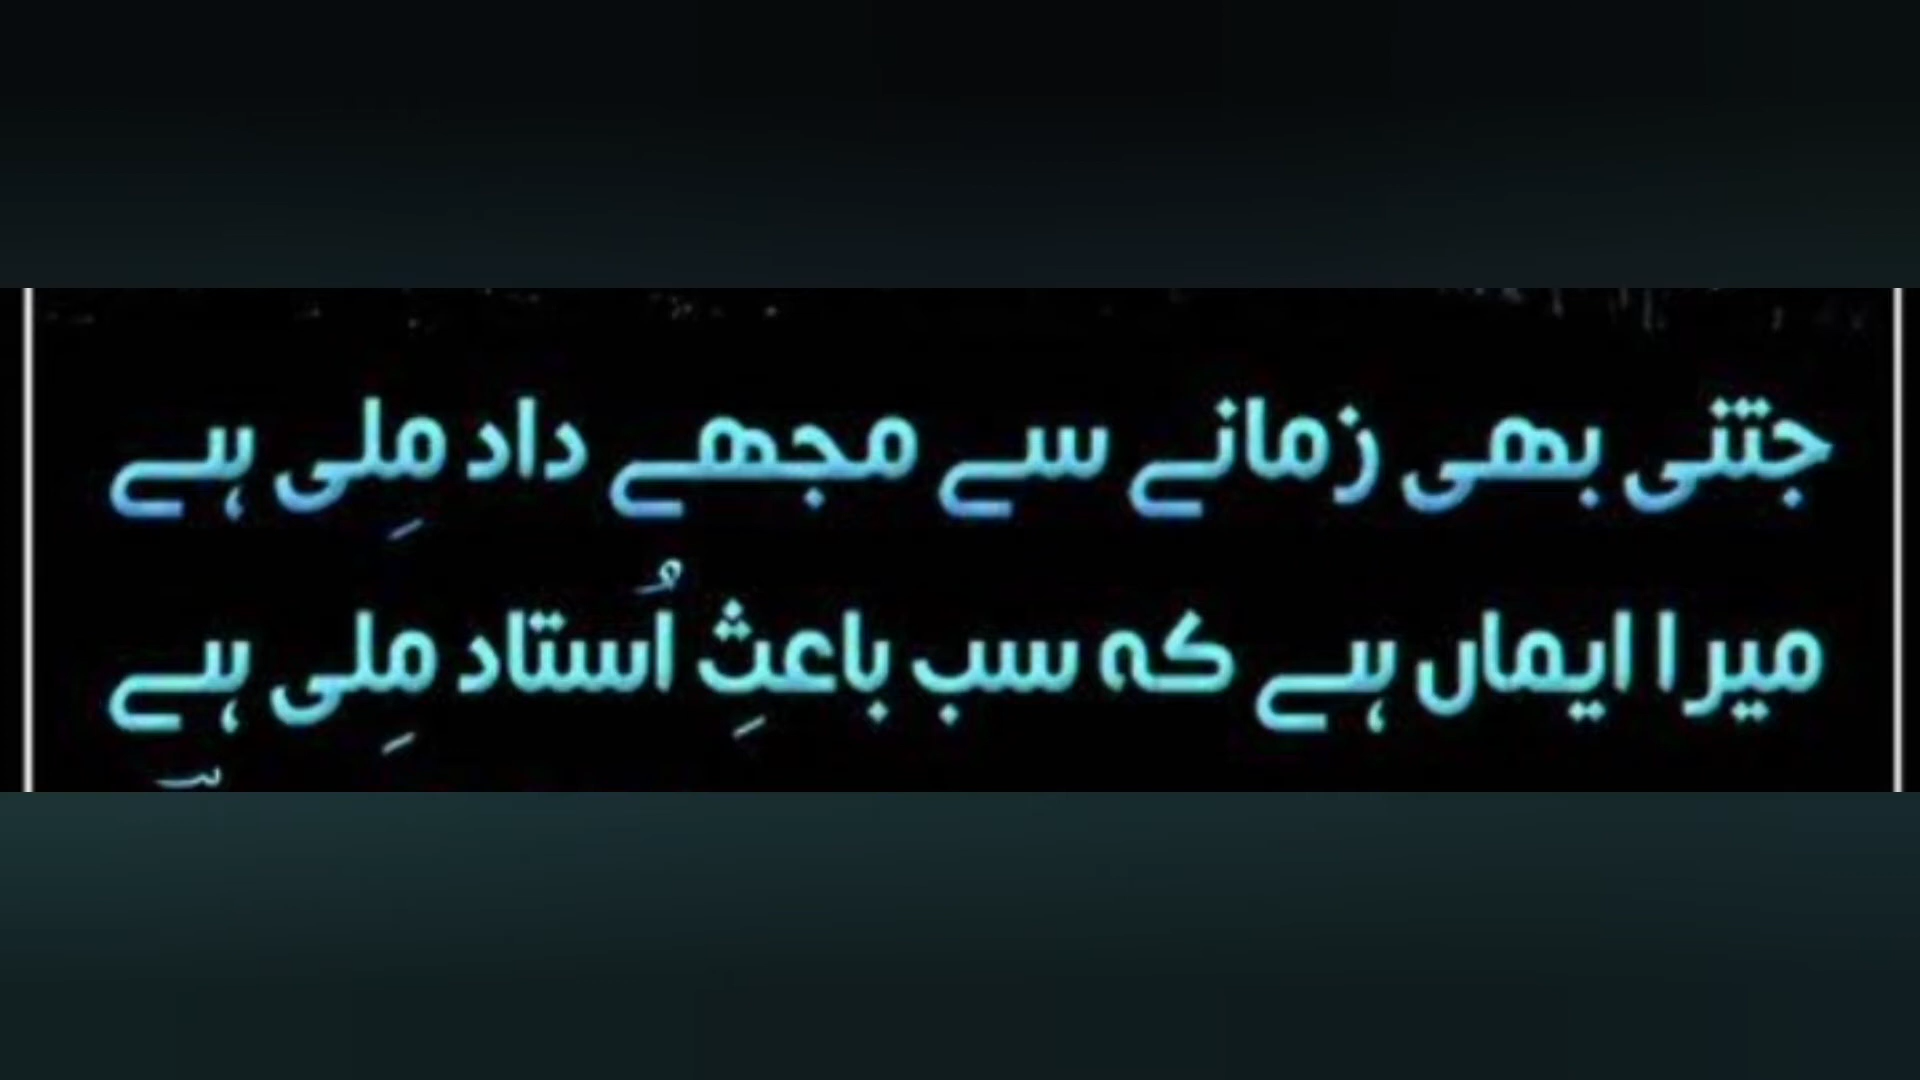 جتنی بھی زمانے سے مجھے داد مِلی ہے
میرا ایماں ہے کہ سب باعثِ اُستاد مِلی ہے